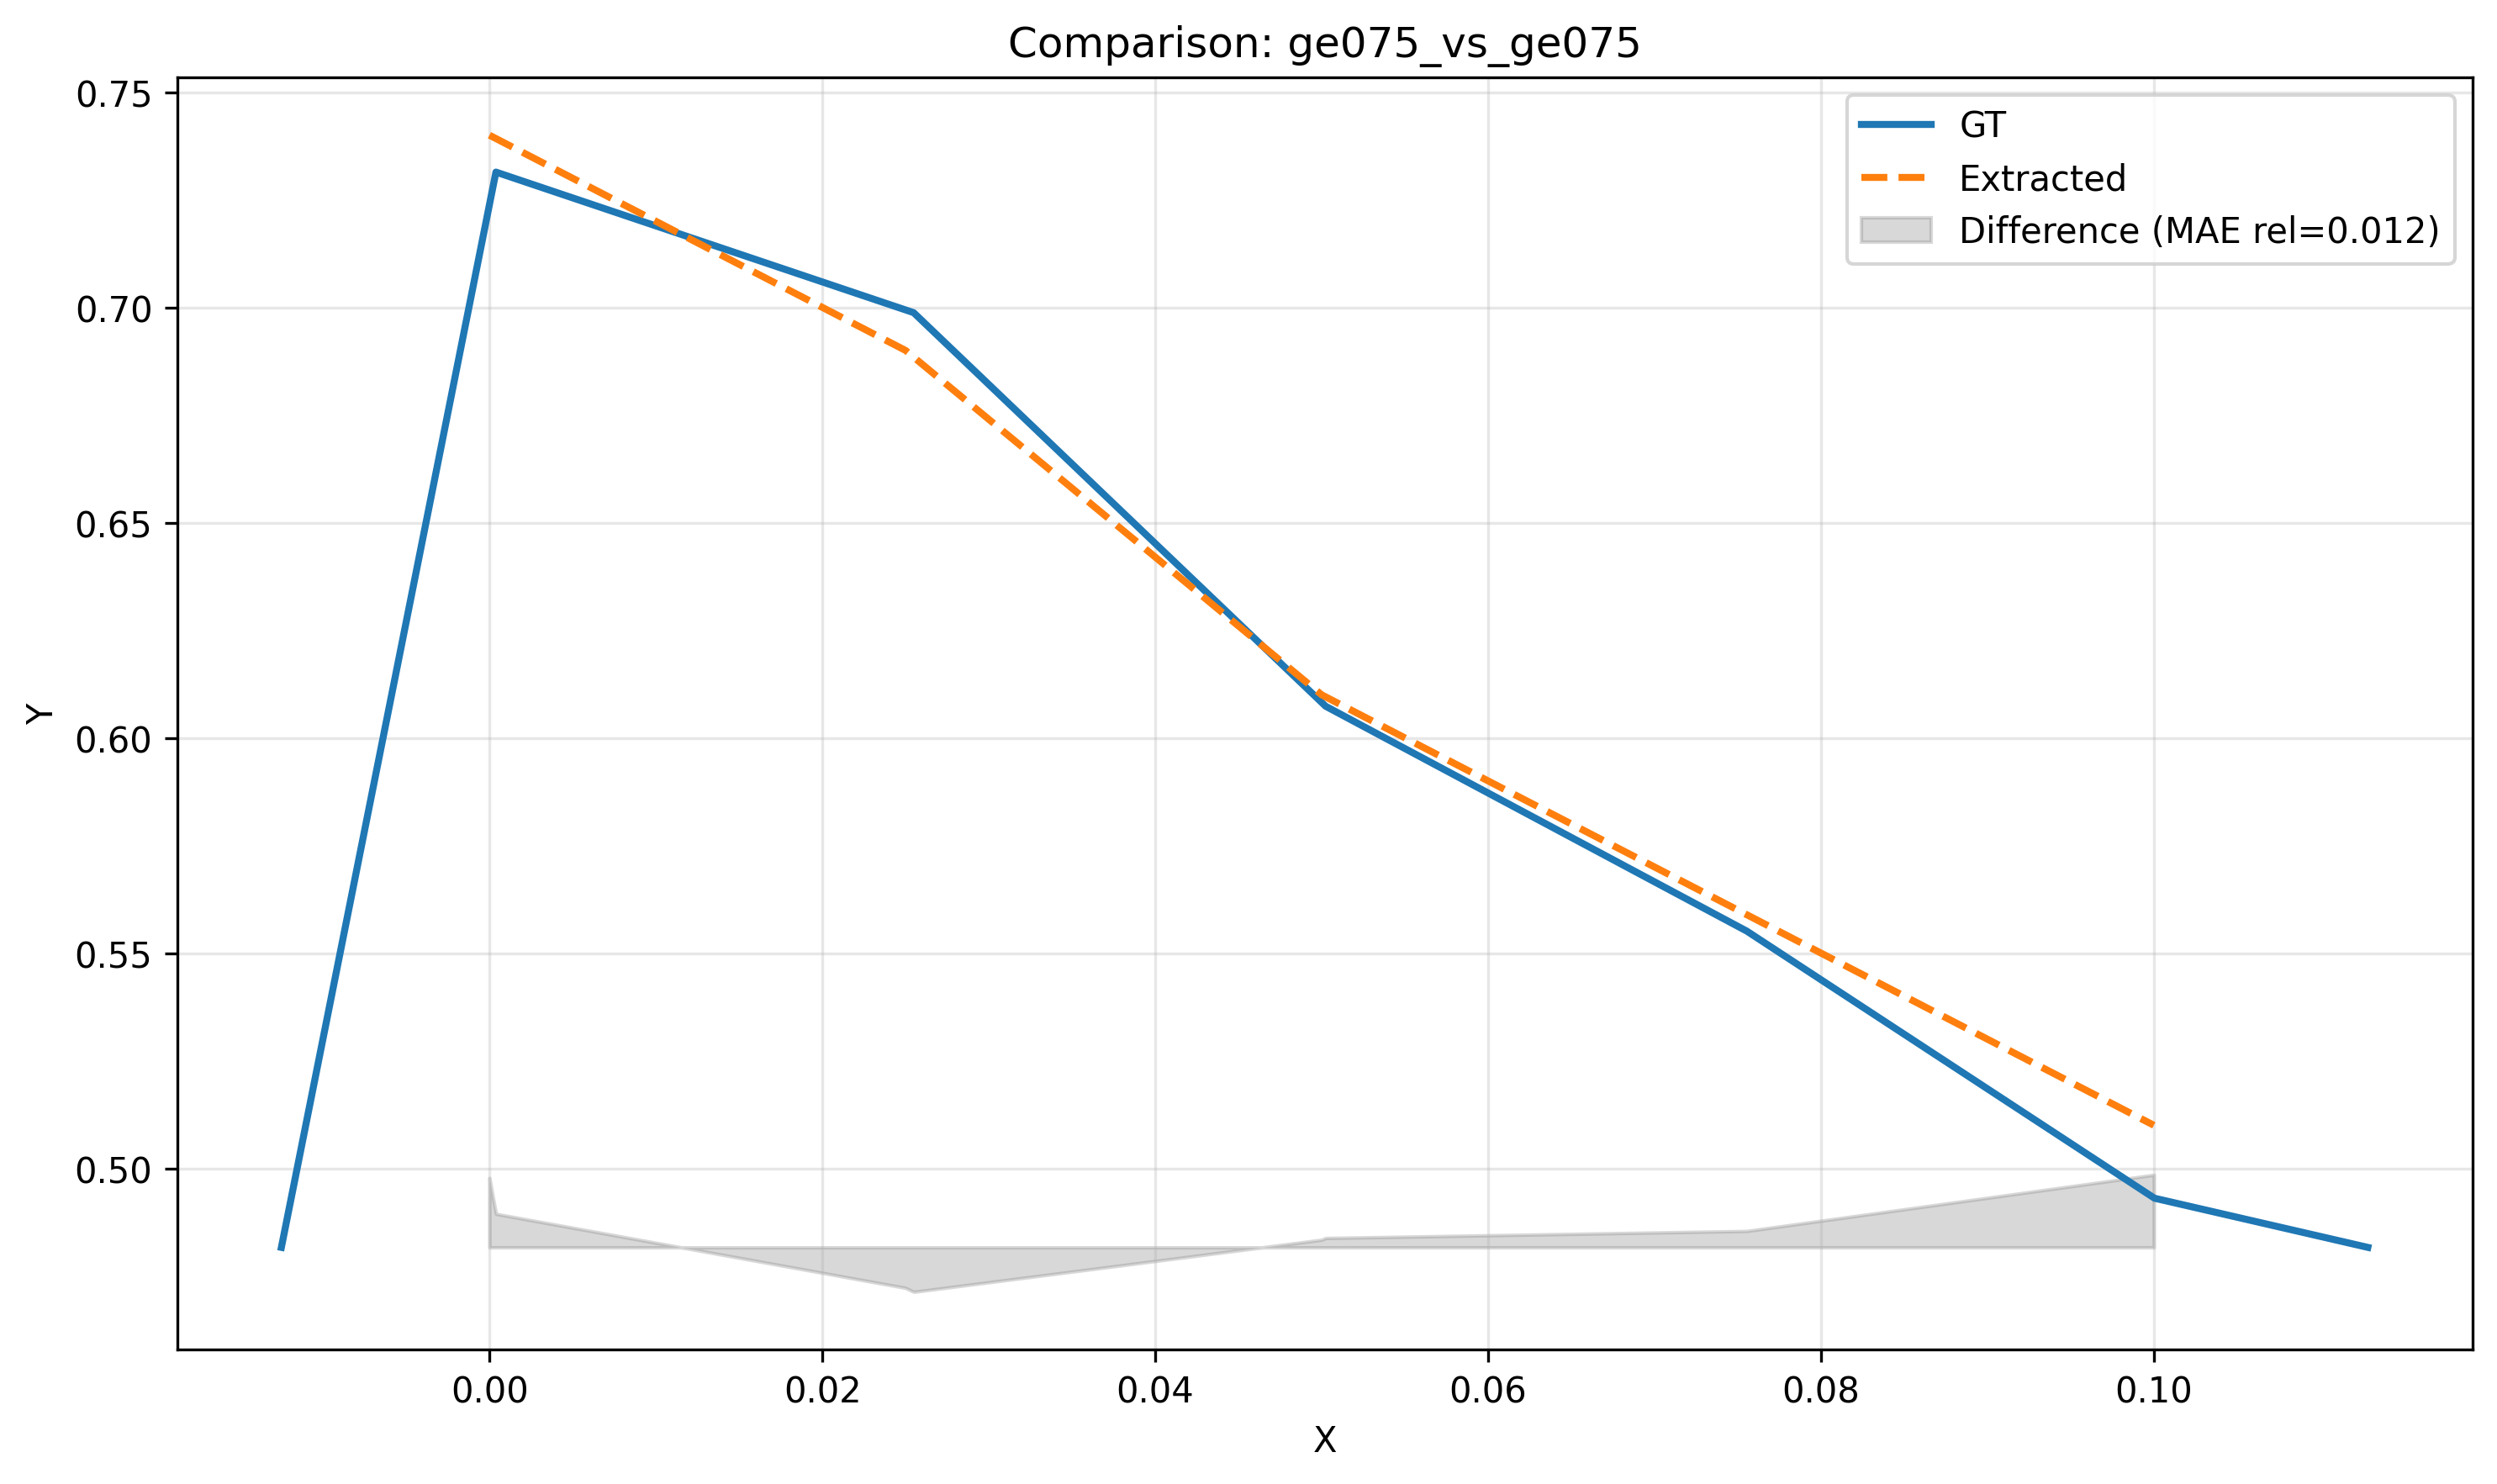 Comparison: ge075_vs_ge075
GT
Extracted
Difference (MAE rel=0.012)
Y
0.75
0.70
0.65
0.60
0.55
0.50
0.00 0.02 0.04 0.06 0.08 0.10
X